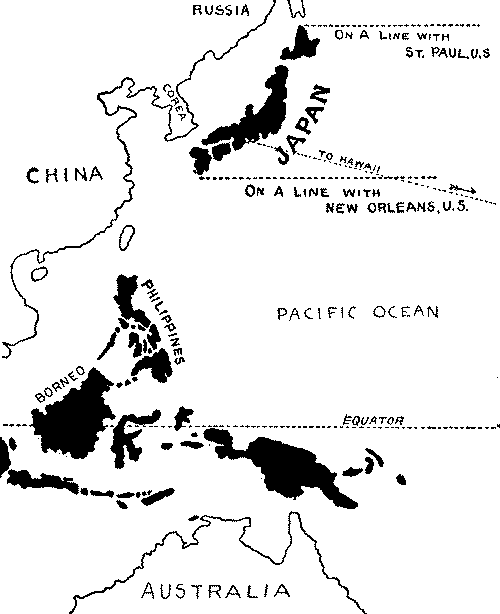 RUSSIA
ON A LINE WITH
ST. PAUL, U.S
COREA
JAPAN
TO HAWAII
CHINA
ON A LINE WITH
NEW ORLEANS, U.S.
PHILIPPINES
PACIFIC OCEAN
BORNEO
EQUATOR
AUSTRALIA